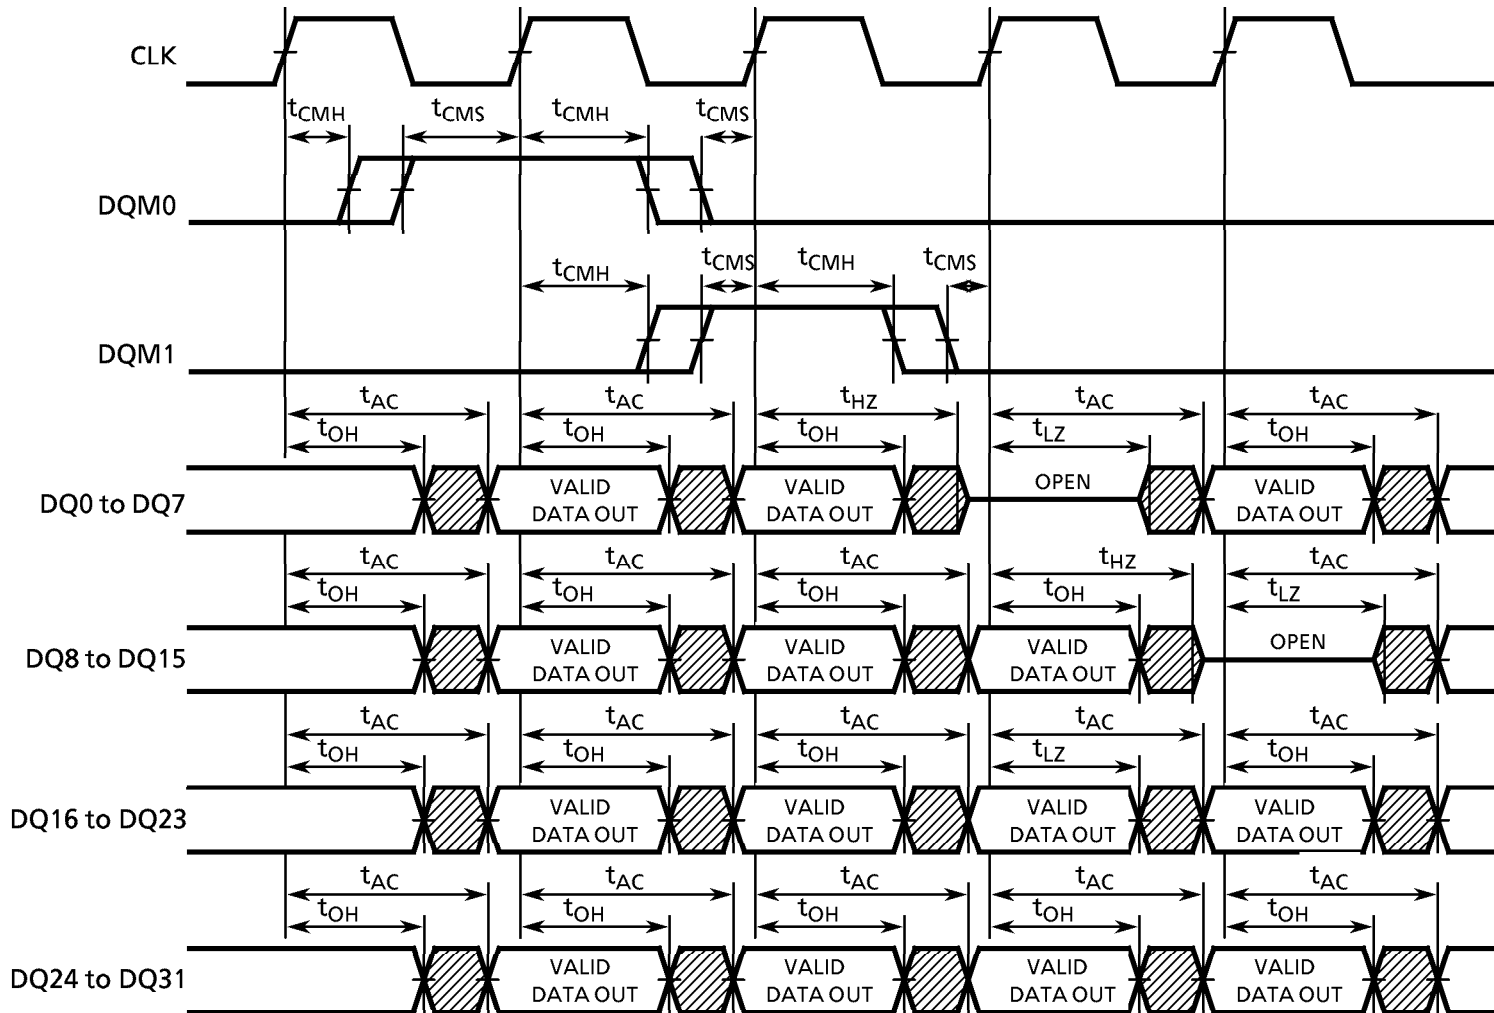 CLK
tCMH tCMS tCMH tCMS
DQM0
tCMH tCMS tCMH tCMS
DQM1
tAC tAC tHZ tAC tAC
tOH tOH tOH tLZ tOH
DQ0 to DQ7
VALID DATA OUT
VALID DATA OUT
OPEN
VALID DATA OUT
tAC tAC tAC tHZ tAC
tOH tOH tOH tOH tLZ
DQ8 to DQ15
VALID DATA OUT
VALID DATA OUT
VALID DATA OUT
OPEN
tAC tAC tAC tAC tAC
tOH tOH tOH tLZ tOH
DQ16 to DQ23
VALID DATA OUT
VALID DATA OUT
VALID DATA OUT
VALID DATA OUT
tAC tAC tAC tAC tAC
tOH tOH tOH tOH tOH
DQ24 to DQ31
VALID DATA OUT
VALID DATA OUT
VALID DATA OUT
VALID DATA OUT